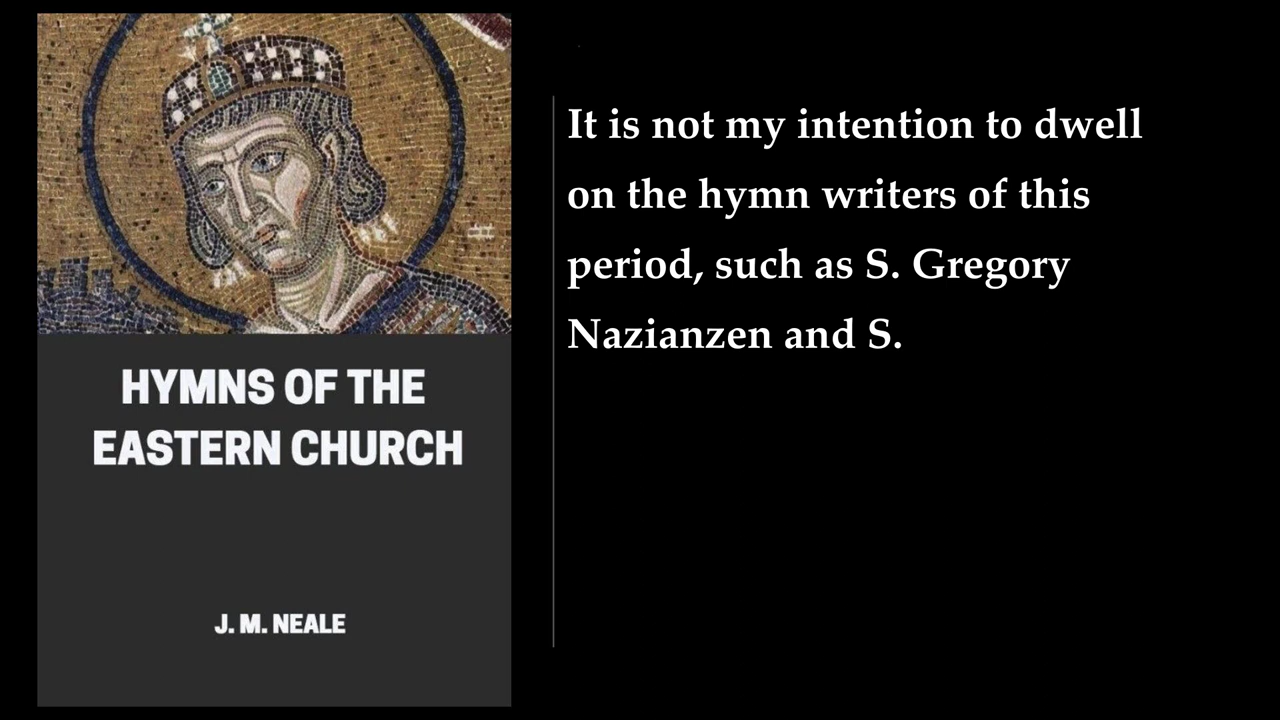 HYMNS OF THE
EASTERN CHURCH
J. M. NEALE
It is not my intention to dwell
on the hymn writers of this
period, such as S. Gregory
Nazianzen and S.